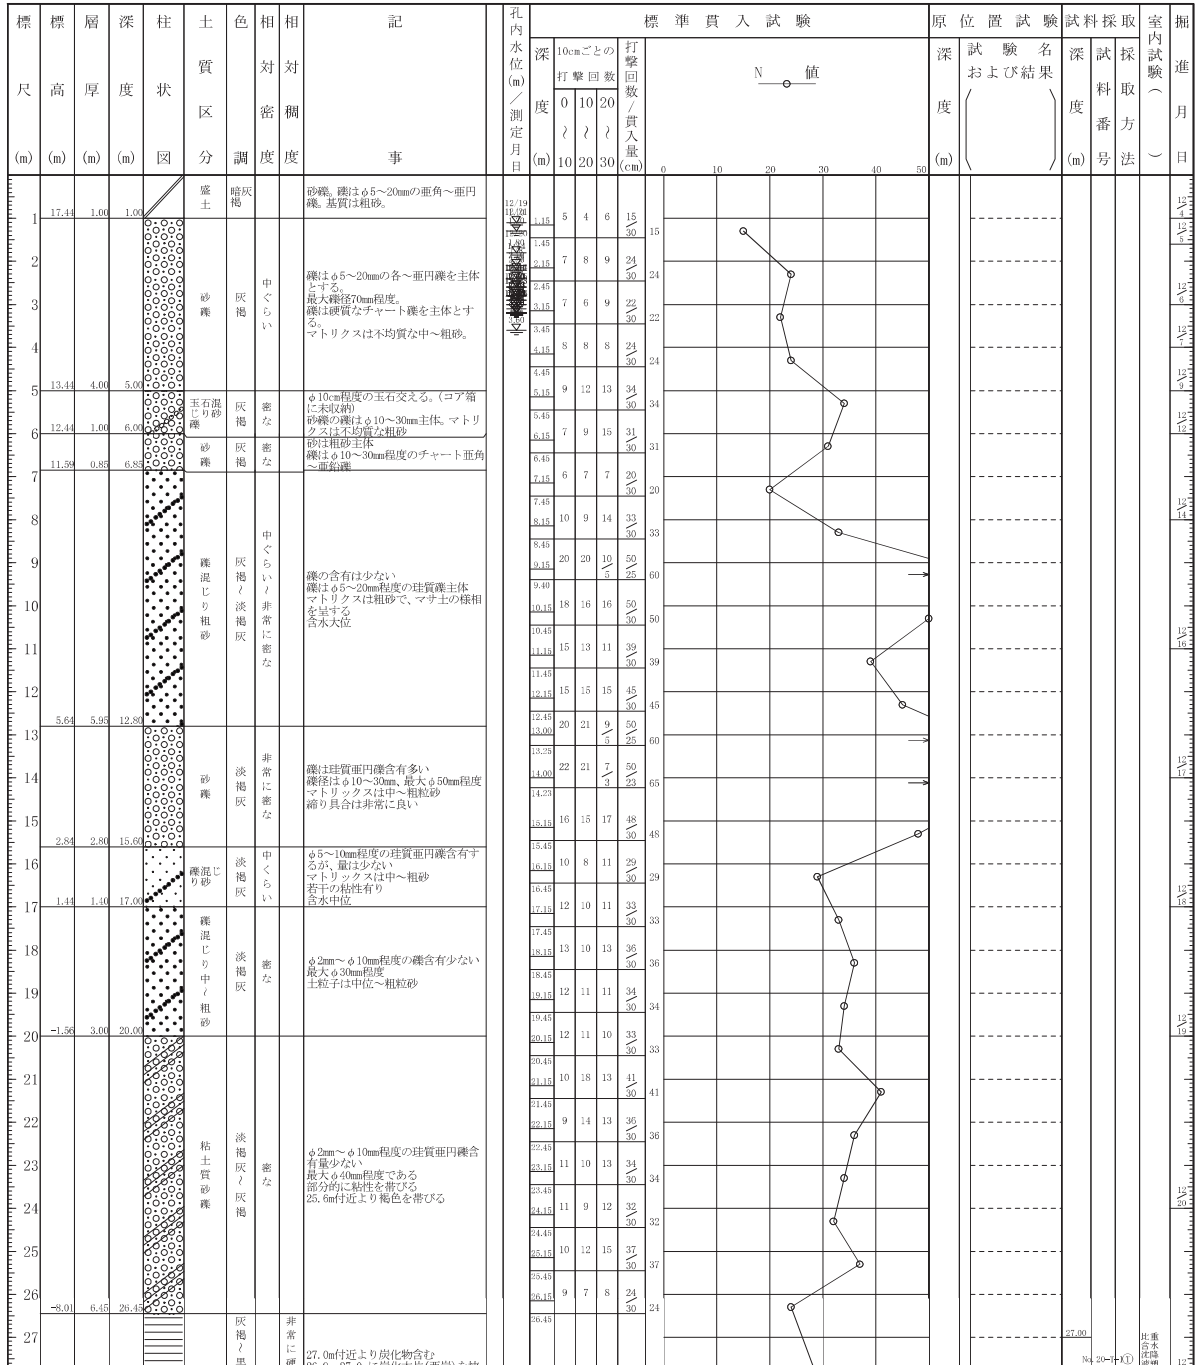 標尺(m)
標高(m)
層厚(m)
深度(m)
柱状図
土質区分
色調
相対密度
相対稠度
記事
孔内水位(m)/測定月日
標準貫入試験
深度(m)
10cmごとの打撃回数
0～10
10～20
20～30
打撃回数/貫入量(cm)
N 値
0 10 20 30 40 50
原位置試験
深度(m)
試験名および結果
試料採取
深度(m)
試料番号
採取方法
室内試験( )
掘進月日
17.44 1.00 1.00
盛土
暗灰褐
砂礫。礫はφ5～20mmの亜角～亜円
礫。基質は粗砂。
13.44 4.00 5.00
砂礫
灰褐
中ぐらい
礫はφ5～20mmの各～亜円礫を主体
とする。
最大礫径70mm程度。
礫は硬質なチャート礫を主体とす
る。
マトリクスは不均質な中～粗砂。
12.44 1.00 6.00
玉石混じり砂礫
灰褐
密な
φ10cm程度の玉石交える。(コア箱
に未収納)
砂礫の礫はφ10～30mm主体。マトリ
クスは不均質な粗砂
11.59 0.85 6.85
砂礫
灰褐
密な
砂は粗砂主体
礫はφ10～30mm程度のチャート亜角
～亜鉛礫
5.64 5.95 12.80
礫混じり粗砂
灰褐～淡褐灰
中ぐらい～非常に密な
礫の含有は少ない
礫はφ5～20mm程度の珪質礫主体
マトリクスは粗砂で、マサ土の様相
を呈する
含水大位
2.84 2.80 15.60
砂礫
淡褐灰
非常に密な
礫は珪質亜円礫含有多い
礫径はφ10～30mm、最大φ50mm程度
マトリックスは中～粗粒砂
締り具合は非常に良い
1.44 1.40 17.00
礫混じり砂
淡褐灰
中くらい
φ5～10mm程度の珪質亜円礫含有す
るが、量は少ない
マトリックスは中～粗砂
若干の粘性有り
含水中位
-1.56 3.00 20.00
礫混じり中～粗砂
淡褐灰
密な
φ2mm～φ10mm程度の礫含有少ない
最大φ30mm程度
土粒子は中位～粗粒砂
-8.01 6.45 26.45
粘土質砂礫
淡褐灰～灰褐
密な
φ2mm～φ10mm程度の珪質亜円礫含
有量少ない
最大φ40mm程度である
部分的に粘性を帯びる
25.6m付近より褐色を帯びる
灰褐～黒
非常に硬
27.0m付近より炭化物含む
12/19
1
2
3
4
5
6
7
8
9
10
11
12
13
14
15
16
17
18
19
20
21
22
23
24
25
26
27
1.15 1.45 5 4 6 15/30 15
2.15 2.45 7 8 9 24/30 24
3.15 3.45 7 6 9 22/30 22
4.15 4.45 8 8 8 24/30 24
5.15 5.45 9 12 13 34/30 34
6.15 6.45 7 9 15 31/30 31
7.15 7.45 6 7 7 20/30 20
8.15 8.45 10 9 14 33/30 33
9.15 9.40 20 20 10/5 50/25 60
10.15 10.45 18 16 16 50/30 50
11.15 11.45 15 13 11 39/30 39
12.15 12.45 15 15 15 45/30 45
13.00 13.25 20 21 9/5 50/25 60
14.00 14.23 22 21 7/3 50/23 65
15.15 15.45 16 15 17 48/30 48
16.15 16.45 10 8 11 29/30 29
17.15 17.45 12 10 11 33/30 33
18.15 18.45 13 10 13 36/30 36
19.15 19.45 12 11 11 34/30 34
20.15 20.45 12 11 10 33/30 33
21.15 21.45 10 18 13 41/30 41
22.15 22.45 9 14 13 36/30 36
23.15 23.45 11 10 13 34/30 34
24.15 24.45 11 9 12 32/30 32
25.15 25.45 10 12 15 37/30 37
26.15 26.45 9 7 8 24/30 24
27.00
12/4
12/5
12/6
12/7
12/9
12/12
12/14
12/16
12/17
12/18
12/19
12/20